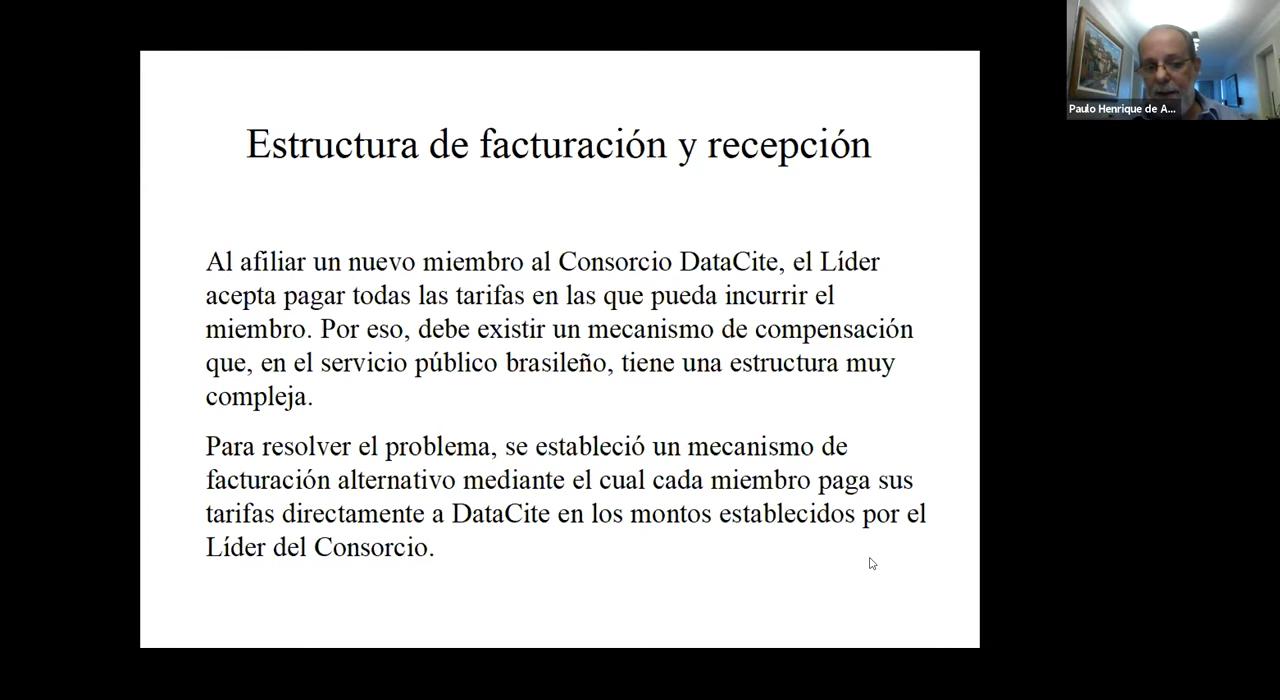 Estructura de facturación y recepción
Al afiliar un nuevo miembro al Consorcio DataCite, el Líder
acepta pagar todas las tarifas en las que pueda incurrir el
miembro. Por eso, debe existir un mecanismo de compensación
que, en el servicio público brasileño, tiene una estructura muy
compleja.
Para resolver el problema, se estableció un mecanismo de
facturación alternativo mediante el cual cada miembro paga sus
tarifas directamente a DataCite en los montos establecidos por el
Líder del Consorcio.
Paulo Henrique de A...